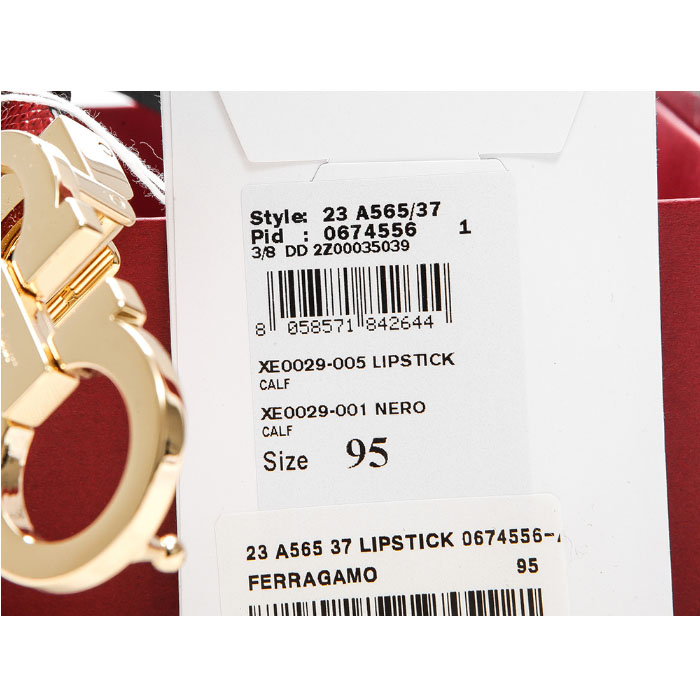 Style: 23 A565/37
Pid : 0674556 1
3/8 DD 2Z00035039
8 058571 842644
XE0029-005 LIPSTICK
CALF
XE0029-001 NERO
CALF
Size 95
23 A565 37 LIPSTICK 0674556-
FERRAGAMO 95